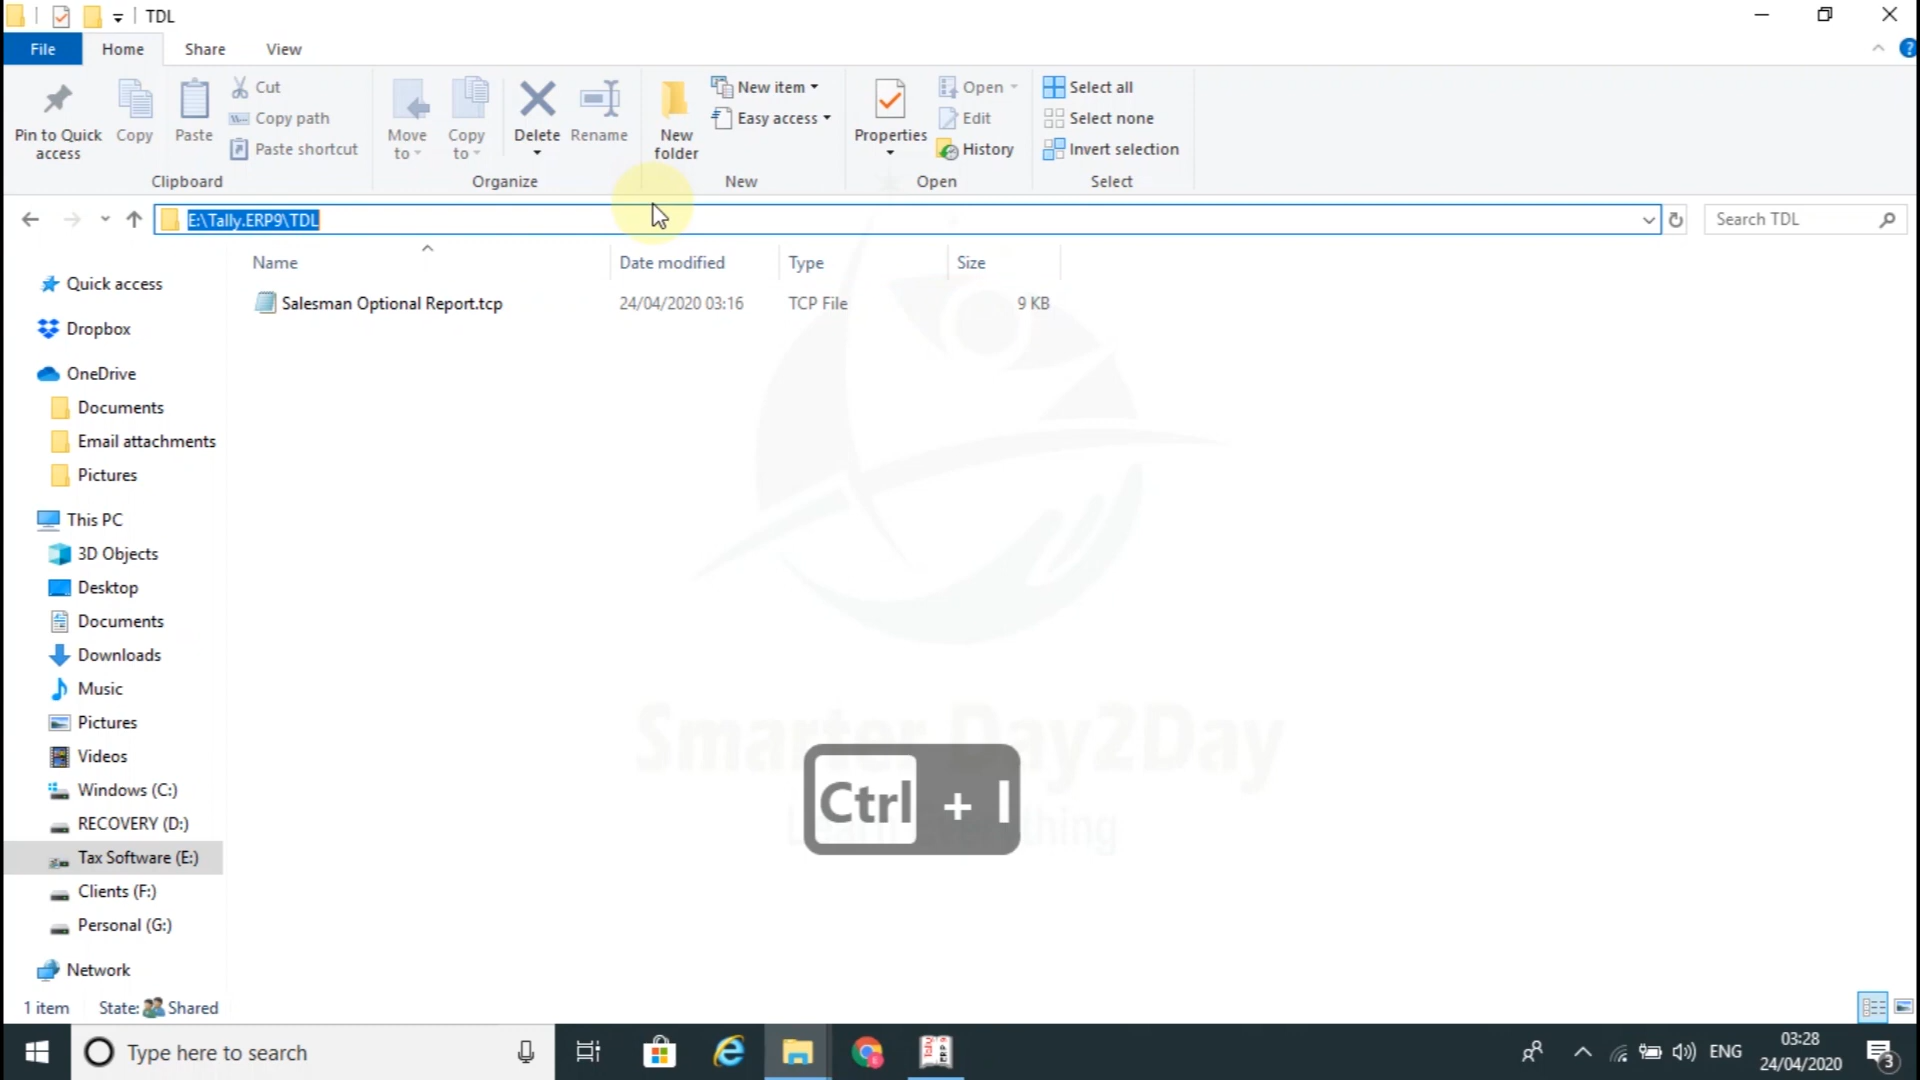 TDL
File Home Share View
Pin to Quick access
Copy
Paste
Cut
Copy path
Paste shortcut
Clipboard
Move to
Copy to
Delete
Rename
Organize
New folder
New item
Easy access
New
Properties
Open
Edit
History
Open
Select all
Select none
Invert selection
Select
E:\Tally.ERP9\TDL
Search TDL
Name Date modified Type Size
Salesman Optional Report.tcp 24/04/2020 03:16 TCP File 9 KB
Quick access
Dropbox
OneDrive
Documents
Email attachments
Pictures
This PC
3D Objects
Desktop
Documents
Downloads
Music
Pictures
Videos
Windows (C:)
RECOVERY (D:)
Tax Software (E:)
Clients (F:)
Personal (G:)
Network
Smarter Day2Day
Ctrl + I
1 item State: Shared
Type here to search
ENG
03:28
24/04/2020
3